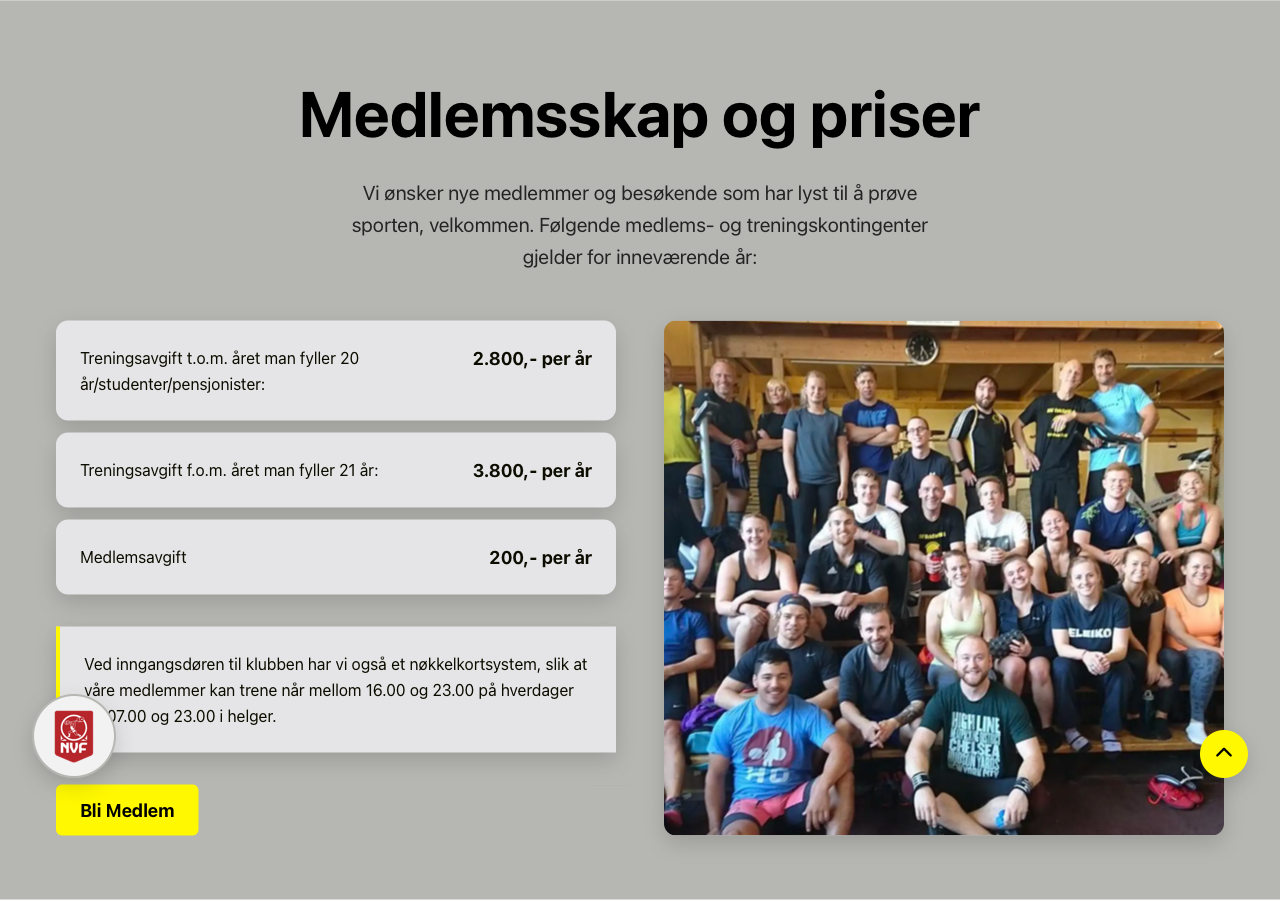 Medlemsskap og priser
Vi ønsker nye medlemmer og besøkende som har lyst til å prøve
sporten, velkommen. Følgende medlems- og treningskontingenter
gjelder for inneværende år:
Treningsavgift t.o.m. året man fyller 20
år/studenter/pensjonister:
2.800,- per år
Treningsavgift f.o.m. året man fyller 21 år:
3.800,- per år
Medlemsavgift
200,- per år
Ved inngangsdøren til klubben har vi også et nøkkelkortsystem, slik at
våre medlemmer kan trene når mellom 16.00 og 23.00 på hverdager
07.00 og 23.00 i helger.
NVF
Bli Medlem
NIKE
ELEIKO
HIGH LINE
CHELSEA